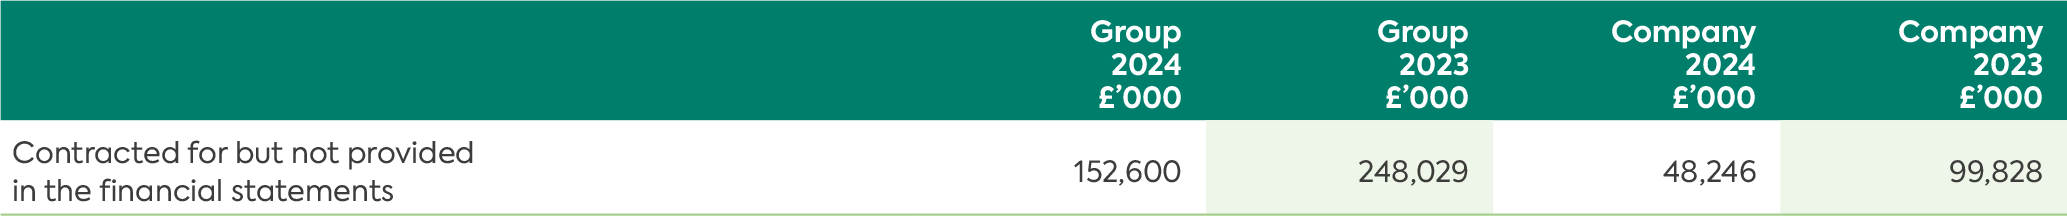 Group Group Company Company
2024 2023 2024 2023
£’000 £’000 £’000 £’000
Contracted for but not provided
in the financial statements 152,600 248,029 48,246 99,828